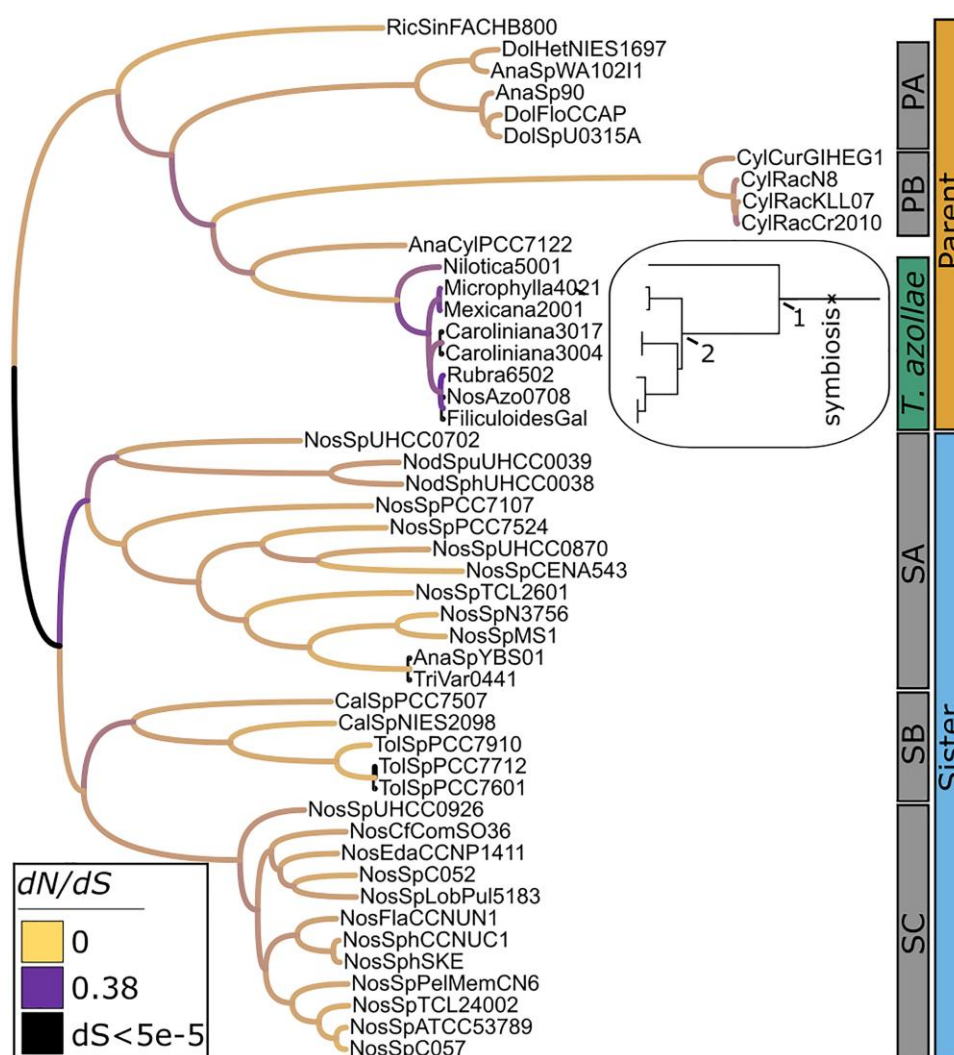 RicSinFACHB800
DolHetNIES1697
AnaSpWA102I1
AnaSp90
DolFloCCAP
DolSpU0315A
CylCurGIHEG1
CylRacN8
CylRacKLL07
CylRacCr2010
AnaCylPCC7122
Nilotica5001
Microphylla4021
Mexicana2001
Caroliniana3017
Caroliniana3004
Rubra6502
NosAzo0708
FiliculoidesGal
NosSpUHCC0702
NodSpuUHCC0039
NodSphUHCC0038
NosSpPCC7107
NosSpPCC7524
NosSpUHCC0870
NosSpCENA543
NosSpTCL2601
NosSpN3756
NosSpMS1
AnaSpYBS01
TriVar0441
CalSpPCC7507
CalSpNIES2098
TolSpPCC7910
TolSpPCC7712
TolSpPCC7601
NosSpUHCC0926
NosCfComSO36
NosEdaCCNP1411
NosSpC052
NosSpLobPul5183
NosFlaCCNUN1
NosSphCCNUC1
NosSphSKE
NosSpPelMemCN6
NosSpTCL24002
NosSpATCC53789
NosSpC057
1
2
symbiosis
x
PA
PB
T. azollae
SA
SB
SC
Parent
Sister
dN/dS
0
0.38
dS<5e-5